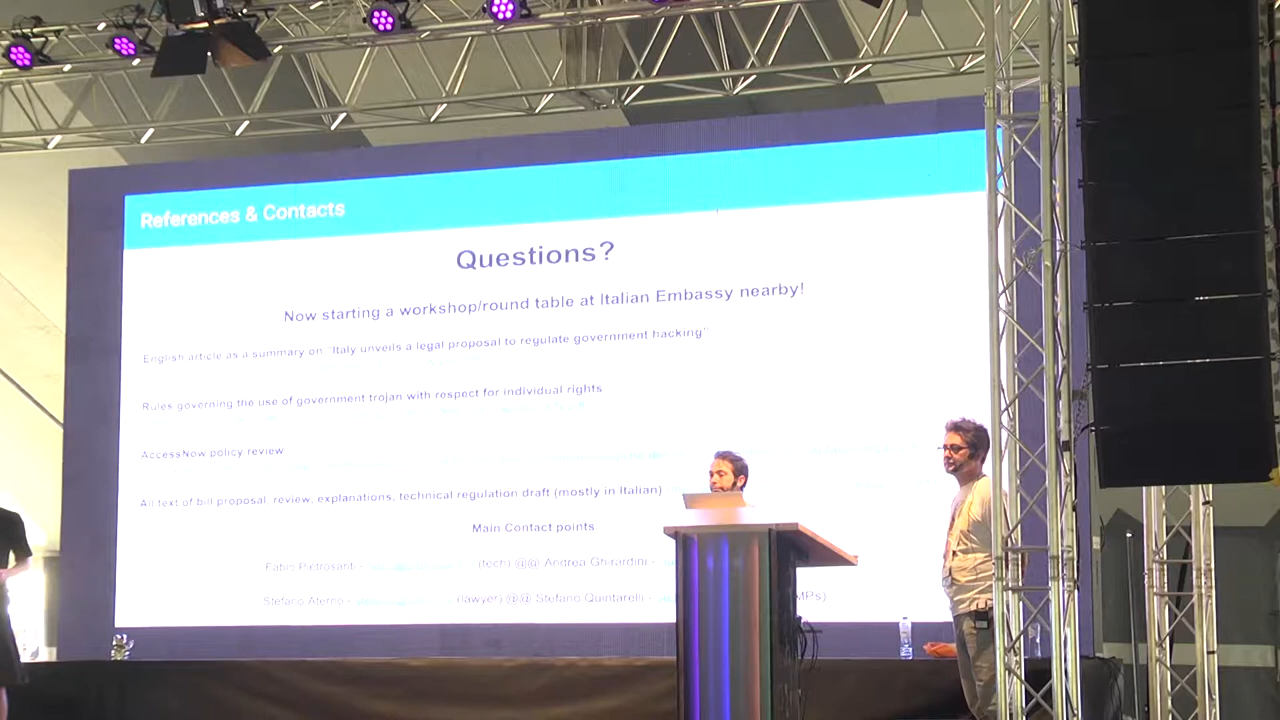 References & Contacts
Questions?
Now starting a workshop/round table at Italian Embassy nearby!
English article as a summary on "Italy unveils a legal proposal to regulate government hacking"
Rules governing the use of government trojan with respect for individual rights
AccessNow policy review
All text of bill proposal, review, explanations, technical regulation draft (mostly in Italian)
Main Contact points
Fabio Pietrosanti - (tech) @@ Andrea Ghirardini -
Stefano Aterno - (lawyer) @@ Stefano Quintarelli - MPs)